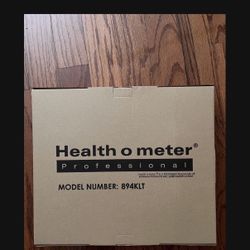 Health o meter®
Professional
MODEL NUMBER: 894KLT